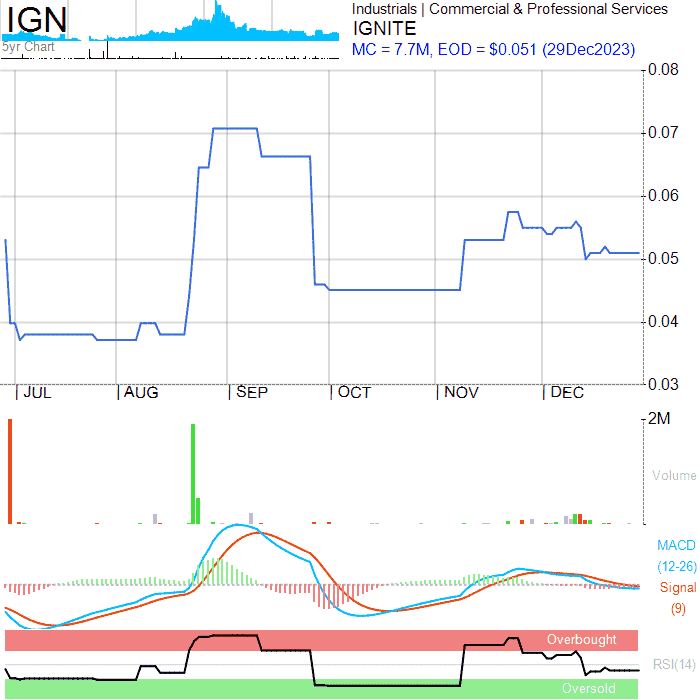 IGN
5yr Chart
Industrials | Commercial & Professional Services
IGNITE
MC = 7.7M, EOD = $0.051 (29Dec2023)
0.08
0.07
0.06
0.05
0.04
0.03
JUL AUG SEP OCT NOV DEC
2M
Volume
MACD
(12-26)
Signal
(9)
Overbought
RSI(14)
Oversold